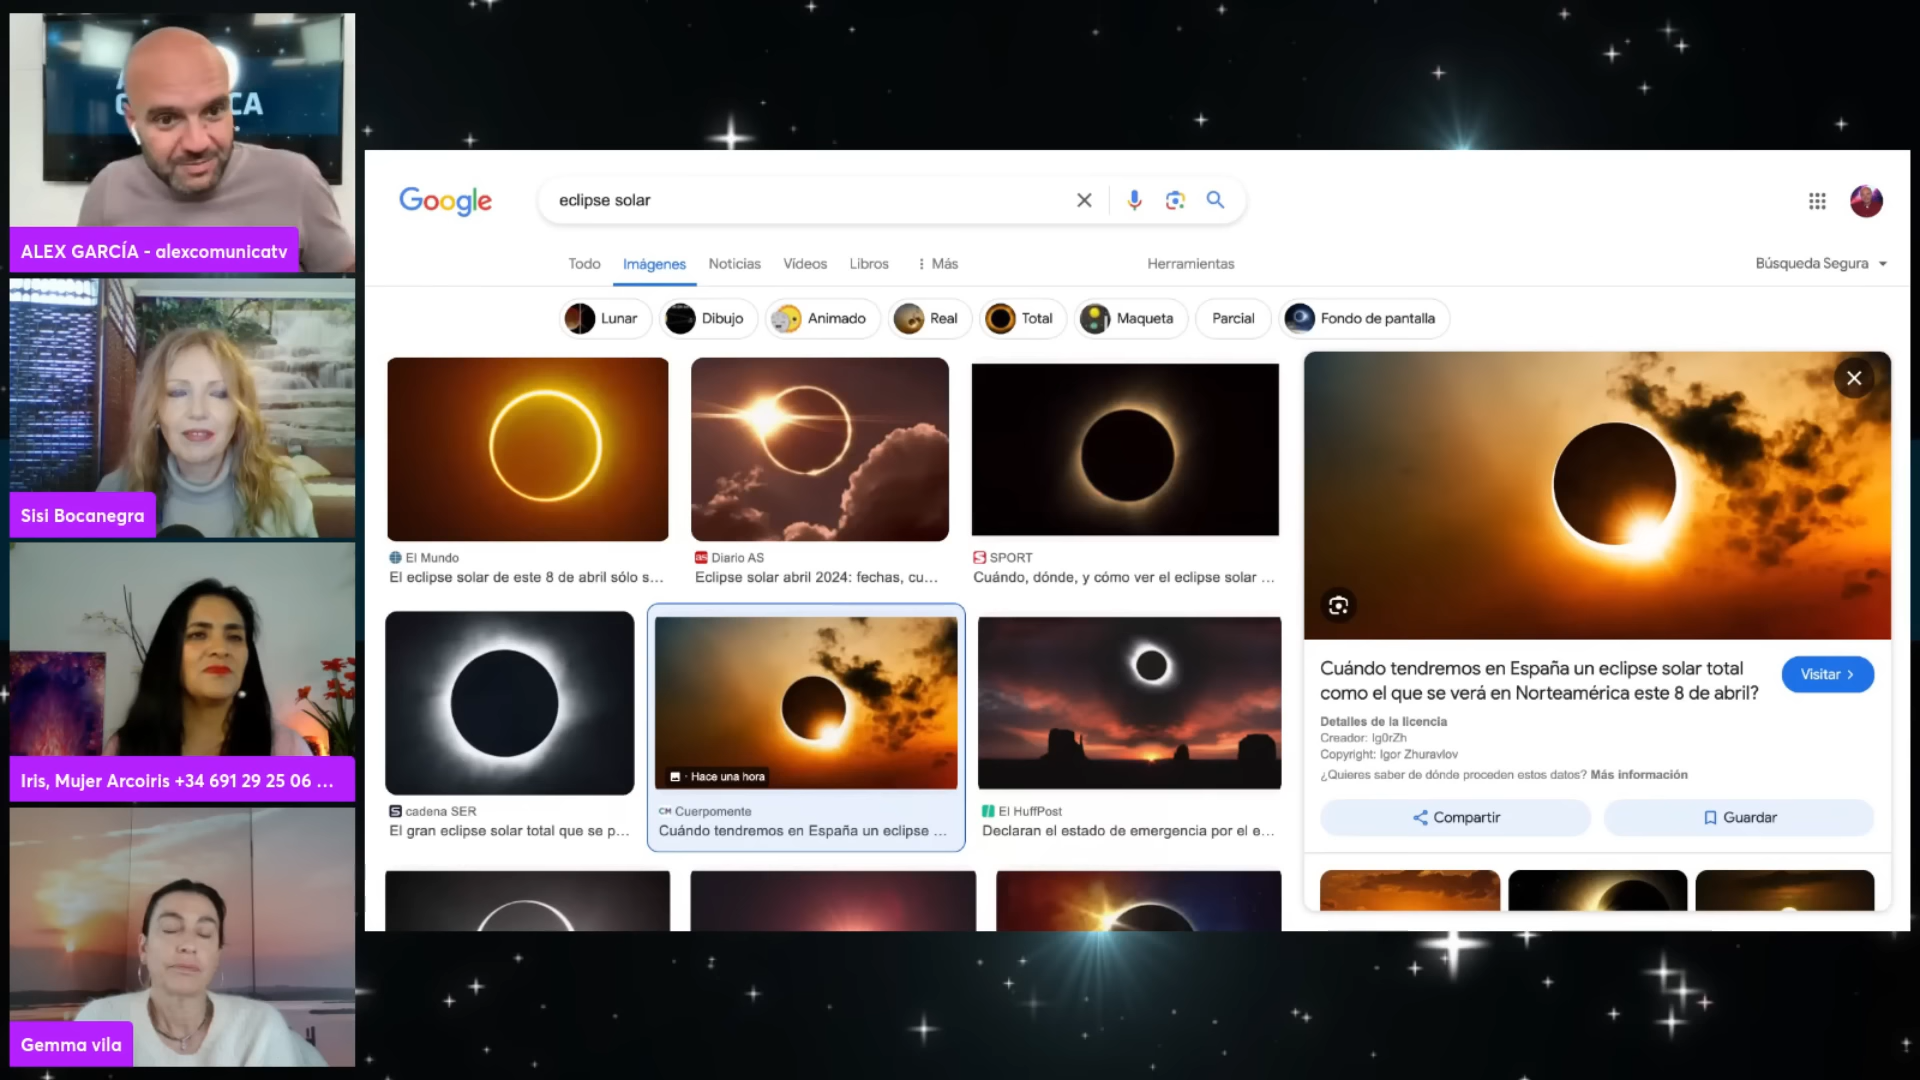 CA
ALEX GARCÍA - alexcomunicatv
Sisi Bocanegra
Iris, Mujer Arcoiris +34 691 29 25 06 ...
Gemma vila
Google
eclipse solar
Todo
Imágenes
Noticias
Vídeos
Libros
Más
Herramientas
Búsqueda Segura
Lunar
Dibujo
Animado
Real
Total
Maqueta
Parcial
Fondo de pantalla
El Mundo
El eclipse solar de este 8 de abril sólo s...
as Diario AS
Eclipse solar abril 2024: fechas, cu...
S SPORT
Cuándo, dónde, y cómo ver el eclipse solar ...
S cadena SER
El gran eclipse solar total que se p...
Hace una hora
CM Cuerpomente
Cuándo tendremos en España un eclipse ...
El HuffPost
Declaran el estado de emergencia por el e...
Cuándo tendremos en España un eclipse solar total
como el que se verá en Norteamérica este 8 de abril?
Visitar
Detalles de la licencia
Creador: Ig0rZh
Copyright: Igor Zhuravlov
¿Quieres saber de dónde proceden estos datos? Más información
Compartir
Guardar